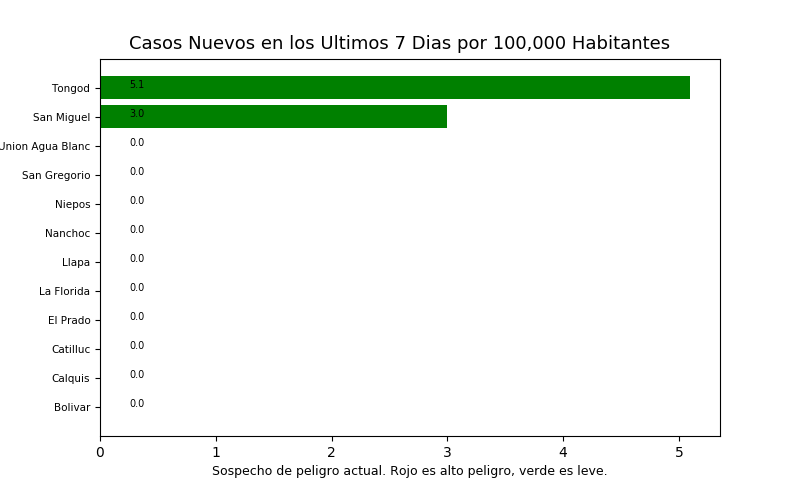 Casos Nuevos en los Ultimos 7 Dias por 100,000 Habitantes
Tongod 5.1
San Miguel 3.0
Union Agua Blanc 0.0
San Gregorio 0.0
Niepos 0.0
Nanchoc 0.0
Llapa 0.0
La Florida 0.0
El Prado 0.0
Catilluc 0.0
Calquis 0.0
Bolivar 0.0
0 1 2 3 4 5
Sospecho de peligro actual. Rojo es alto peligro, verde es leve.